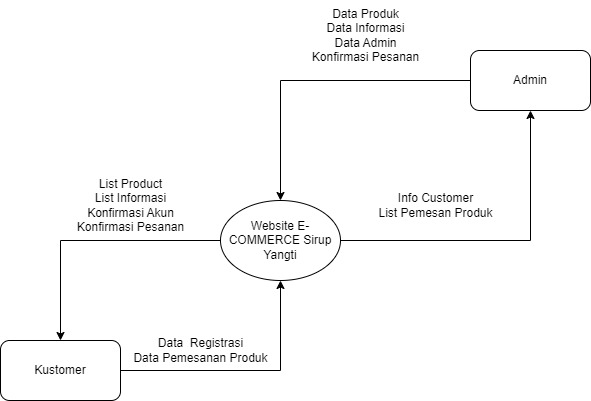 Data Produk
Data Informasi
Data Admin
Konfirmasi Pesanan
Admin
List Product
List Informasi
Konfirmasi Akun
Konfirmasi Pesanan
Info Customer
List Pemesan Produk
Website E-
COMMERCE Sirup
Yangti
Data  Registrasi
Data Pemesanan Produk
Kustomer